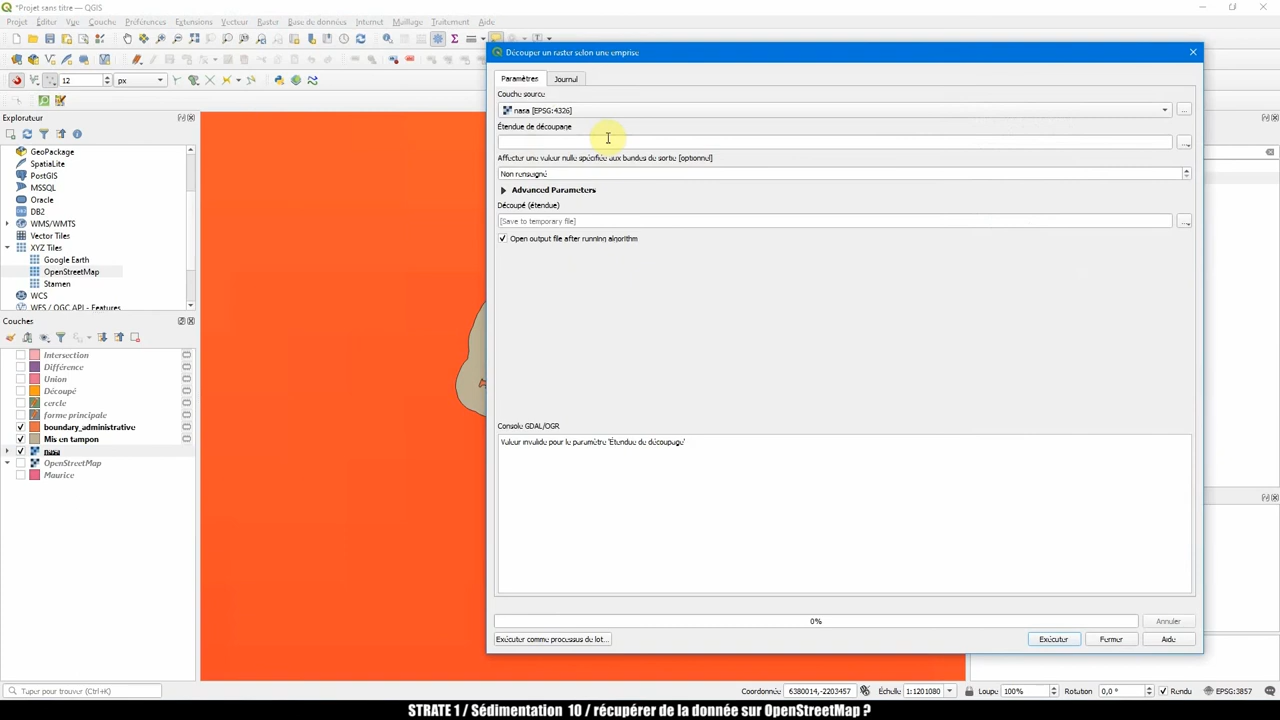 *Projet sans titre — QGIS
Projet Éditer Vue Couche Préférences Extensions Vecteur Raster Base de données Internet Maillage Traitement Aide
12 px
Explorateur
GeoPackage
SpatiaLite
PostGIS
MSSQL
Oracle
DB2
WMS/WMTS
Vector Tiles
XYZ Tiles
Google Earth
OpenStreetMap
Stamen
WCS
WFS / OGC API - Features
Couches
Intersection
Différence
Union
Découpé
cercle
forme principale
boundary_administrative
Mis en tampon
nasa
OpenStreetMap
Maurice
Découper un raster selon une emprise
Paramètres Journal
Couche source
nasa [EPSG:4326]
Étendue de découpage
Affecter une valeur nulle spécifiée aux bandes de sortie [optionnel]
Non renseigné
Advanced Parameters
Découpé (étendue)
[Save to temporary file]
Open output file after running algorithm
Console GDAL/OGR
Valeur invalide pour le paramètre 'Étendue de découpage'
0% Annuler
Exécuter comme processus de lot... Exécuter Fermer Aide
Taper pour trouver (Ctrl+K) Coordonnée 6380014,-2203457 Échelle 1:1201080 Loupe 100% Rotation 0,0 ° Rendu EPSG:3857
STRATE 1 / Sédimentation 10 / récupérer de la donnée sur OpenStreetMap ?